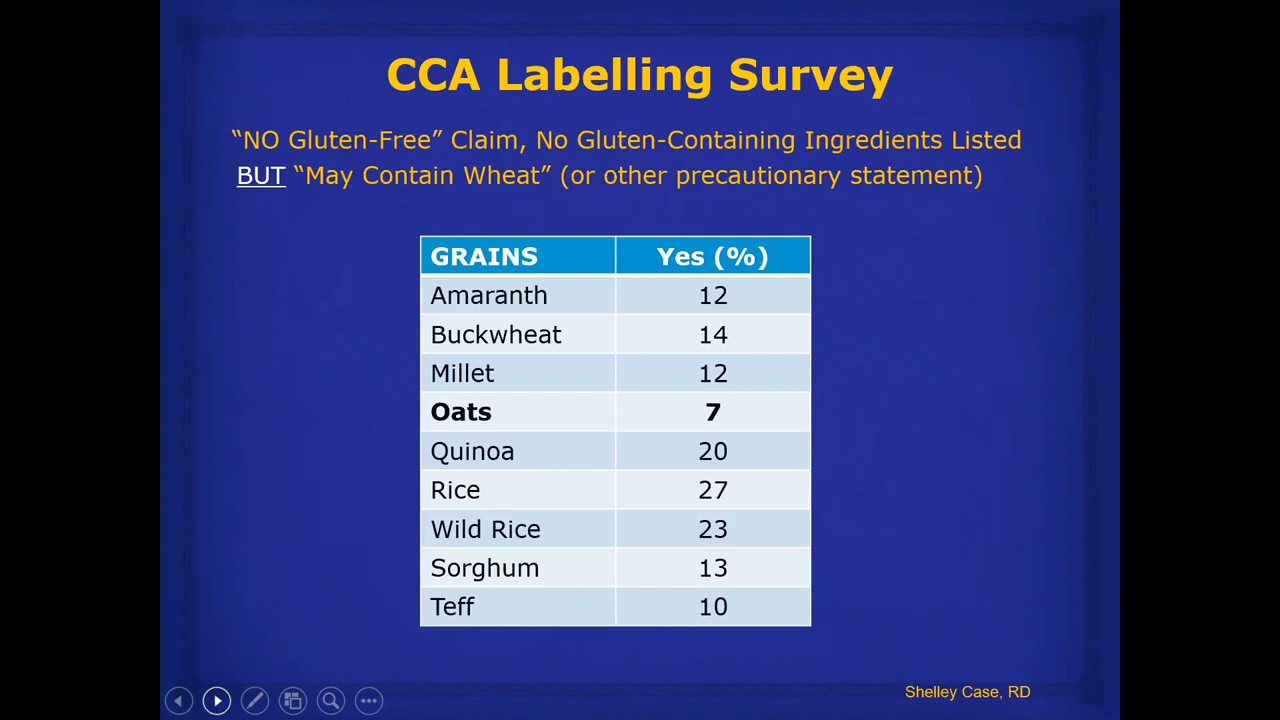 CCA Labelling Survey
“NO Gluten-Free” Claim, No Gluten-Containing Ingredients Listed
BUT “May Contain Wheat” (or other precautionary statement)
GRAINS Yes (%)
Amaranth 12
Buckwheat 14
Millet 12
Oats 7
Quinoa 20
Rice 27
Wild Rice 23
Sorghum 13
Teff 10
Shelley Case, RD